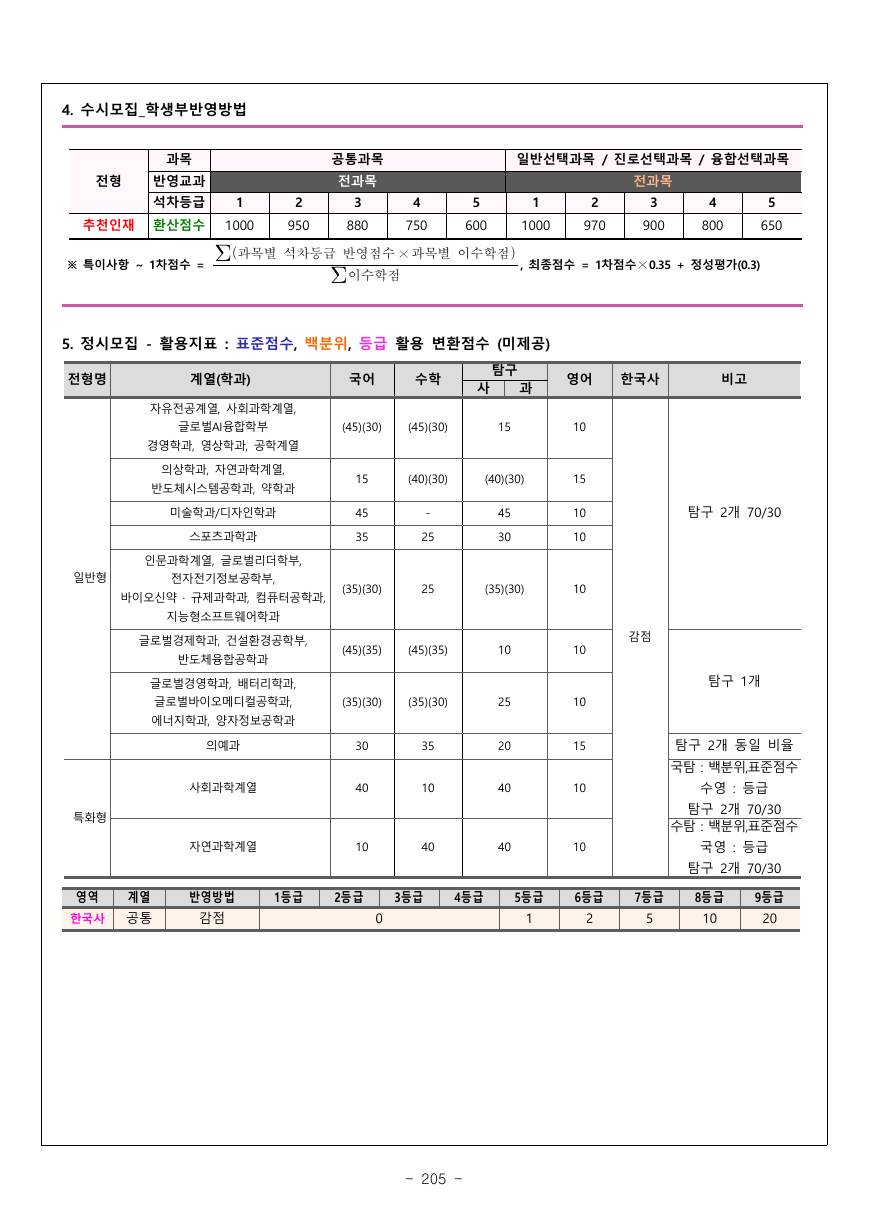 4. 수시모집_학생부반영방법
전형 과목 공통과목 일반선택과목 / 진로선택과목 / 융합선택과목
반영교과 전과목 전과목
석차등급 1 2 3 4 5 1 2 3 4 5
추천인재 환산점수 1000 950 880 750 600 1000 970 900 800 650
※ 특이사항 ~ 1차점수 = ∑(과목별 석차등급 반영점수×과목별 이수학점) / ∑이수학점 , 최종점수 = 1차점수×0.35 + 정성평가(0.3)
5. 정시모집 - 활용지표 : 표준점수, 백분위, 등급 활용 변환점수 (미제공)
전형명 계열(학과) 국어 수학 탐구 영어 한국사 비고
사 과
일반형
자유전공계열, 사회과학계열,
글로벌AI융합학부 (45)(30) (45)(30) 15 10
경영학과, 영상학과, 공학계열
의상학과, 자연과학계열,
반도체시스템공학과, 약학과 15 (40)(30) (40)(30) 15
미술학과/디자인학과 45 - 45 10 탐구 2개 70/30
스포츠과학과 35 25 30 10
인문과학계열, 글로벌리더학부,
전자전기정보공학부,
바이오신약 · 규제과학과, 컴퓨터공학과, (35)(30) 25 (35)(30) 10
지능형소프트웨어학과
감점
글로벌경제학과, 건설환경공학부,
반도체융합공학과 (45)(35) (45)(35) 10 10
탐구 1개
글로벌경영학과, 배터리학과,
글로벌바이오메디컬공학과, (35)(30) (35)(30) 25 10
에너지학과, 양자정보공학과
의예과 30 35 20 15 탐구 2개 동일 비율
특화형
국탐 : 백분위,표준점수
사회과학계열 40 10 40 10 수영 : 등급
탐구 2개 70/30
수탐 : 백분위,표준점수
자연과학계열 10 40 40 10 국영 : 등급
탐구 2개 70/30
영역 계열 반영방법 1등급 2등급 3등급 4등급 5등급 6등급 7등급 8등급 9등급
한국사 공통 감점 0 1 2 5 10 20
- 205 -